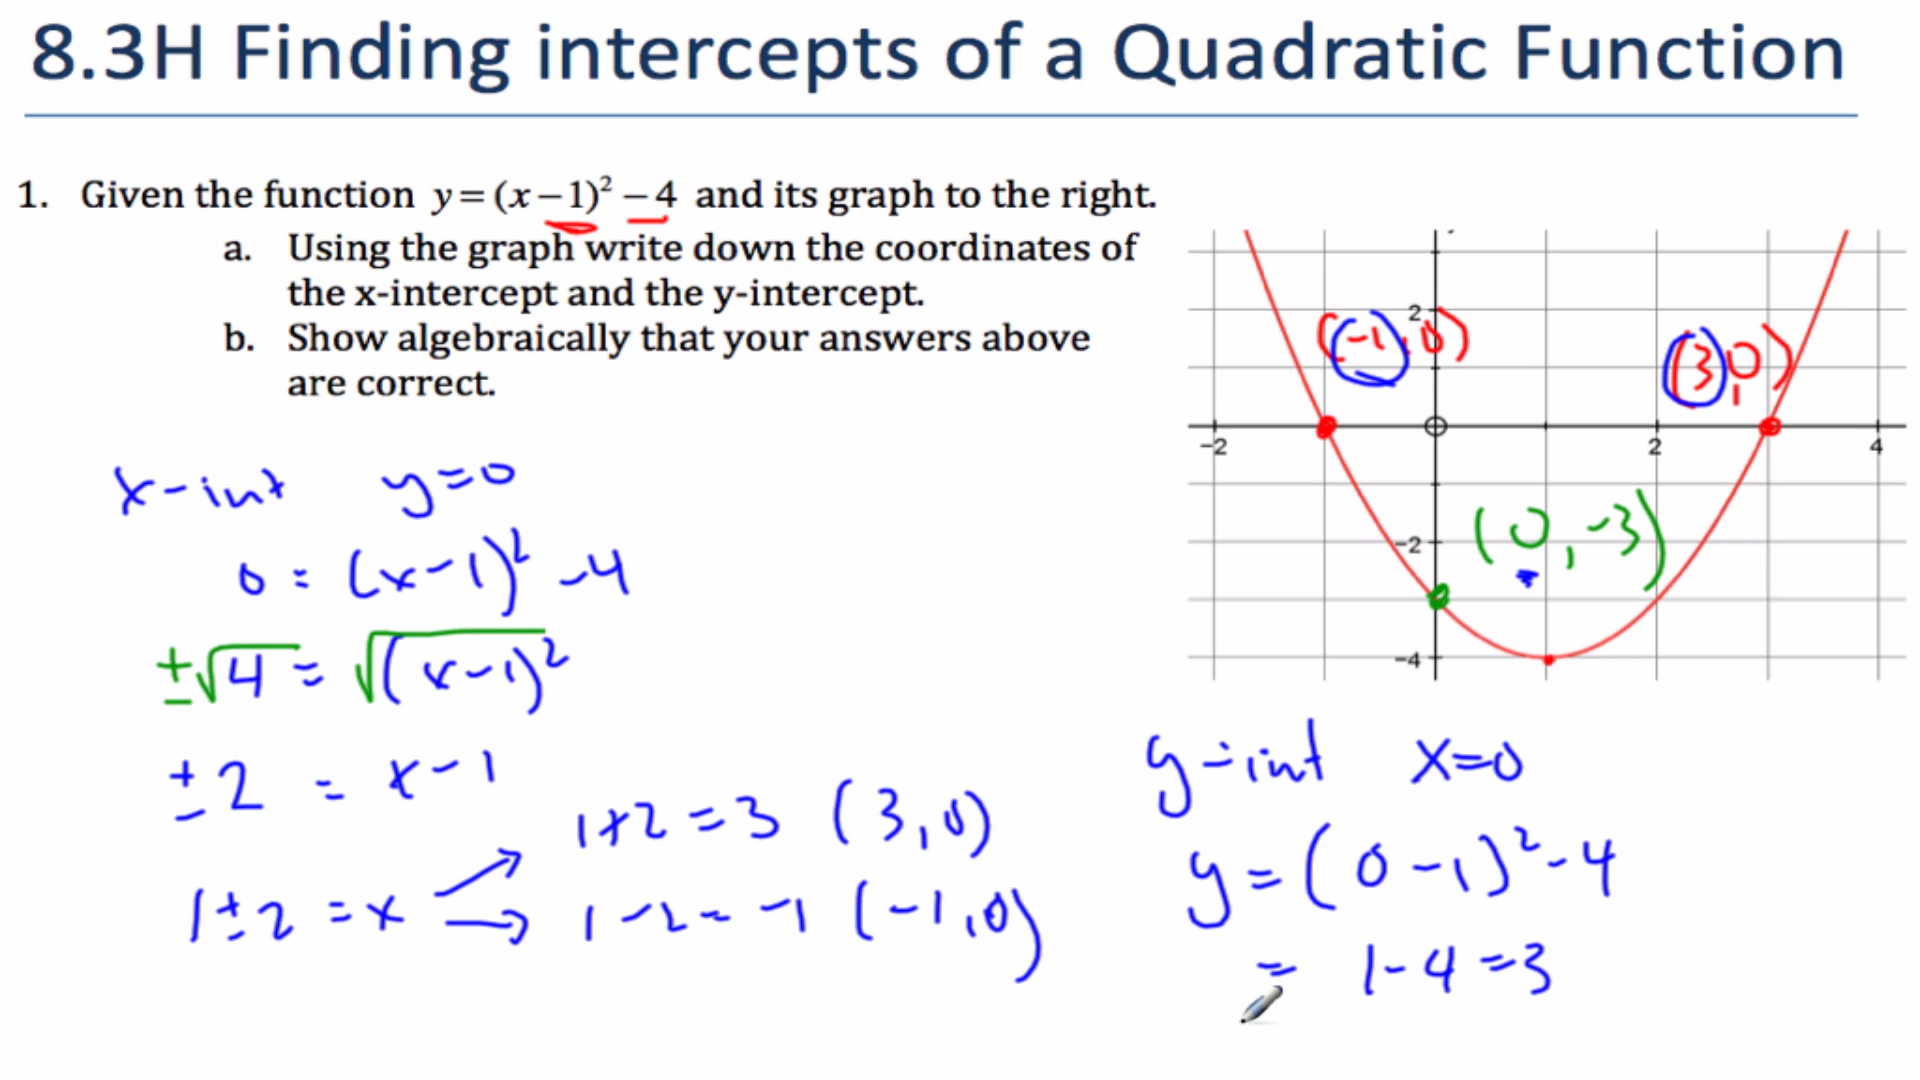 8.3H Finding intercepts of a Quadratic Function
1. Given the function y=(x−1)² −4 and its graph to the right.
a. Using the graph write down the coordinates of
the x-intercept and the y-intercept.
b. Show algebraically that your answers above
are correct.
2
(-1,0)
(3,0)
-2
2
4
-2
(0,-3)
-4
x-int y=0
0 = (x-1)² -4
±√4 = √(x-1)²
±2 = x-1
1+2=3 (3,0)
1±2=x
1-2=-1 (-1,0)
y-int x=0
y=(0-1)²-4
= 1-4=3